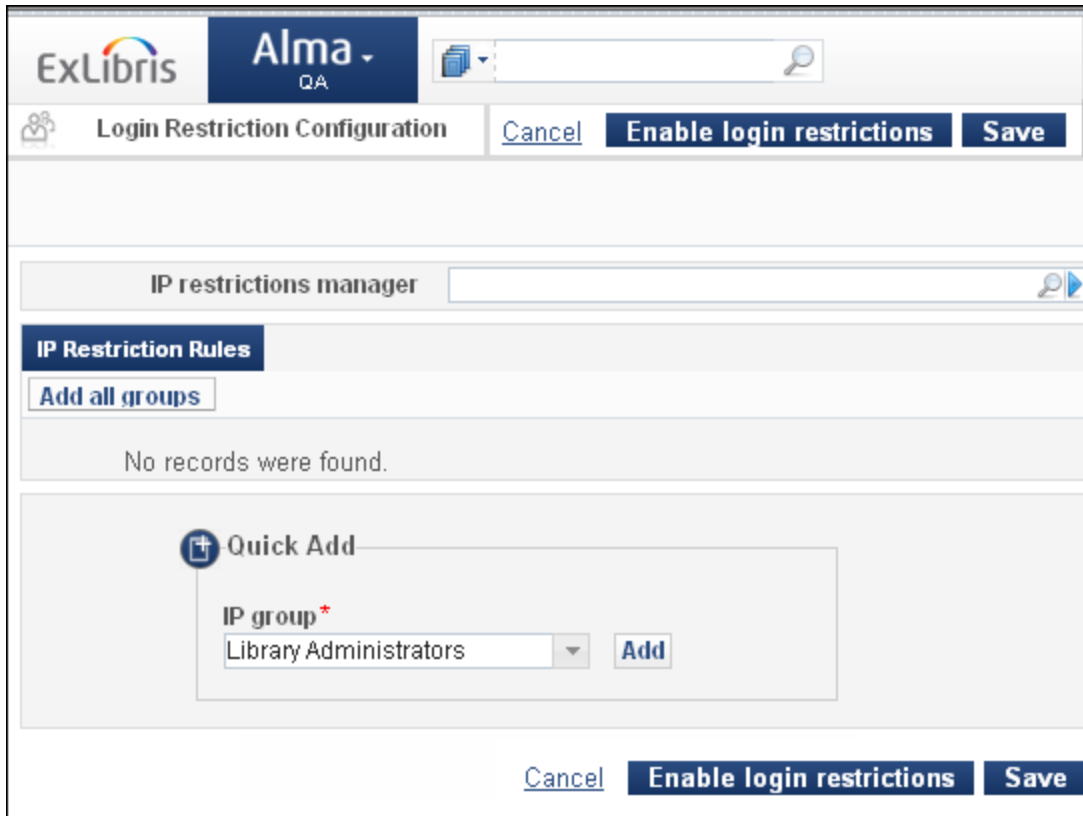 ExLibris
Alma
QA
Login Restriction Configuration
Cancel
Enable login restrictions
Save
IP restrictions manager
IP Restriction Rules
Add all groups
No records were found.
Quick Add
IP group*
Library Administrators
Add
Cancel
Enable login restrictions
Save